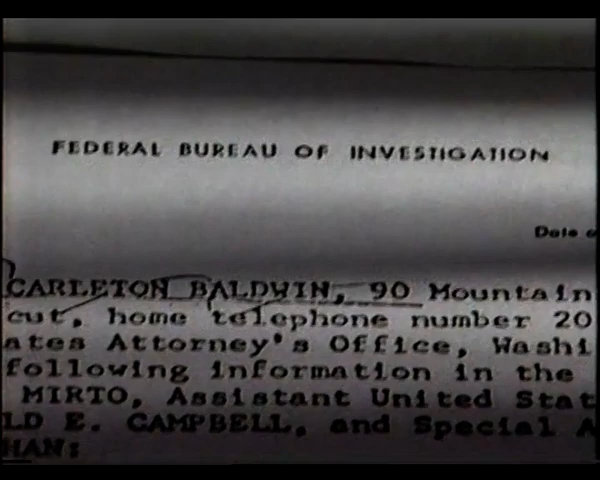 FEDERAL BUREAU OF INVESTIGATION
Date
CARLETON BALDWIN, 90 Mountain
cut, home telephone number 20
ates Attorney's Office, Washi
following information in the
MIRTO, Assistant United Stat
LD E. CAMPBELL, and Special A
HAN: